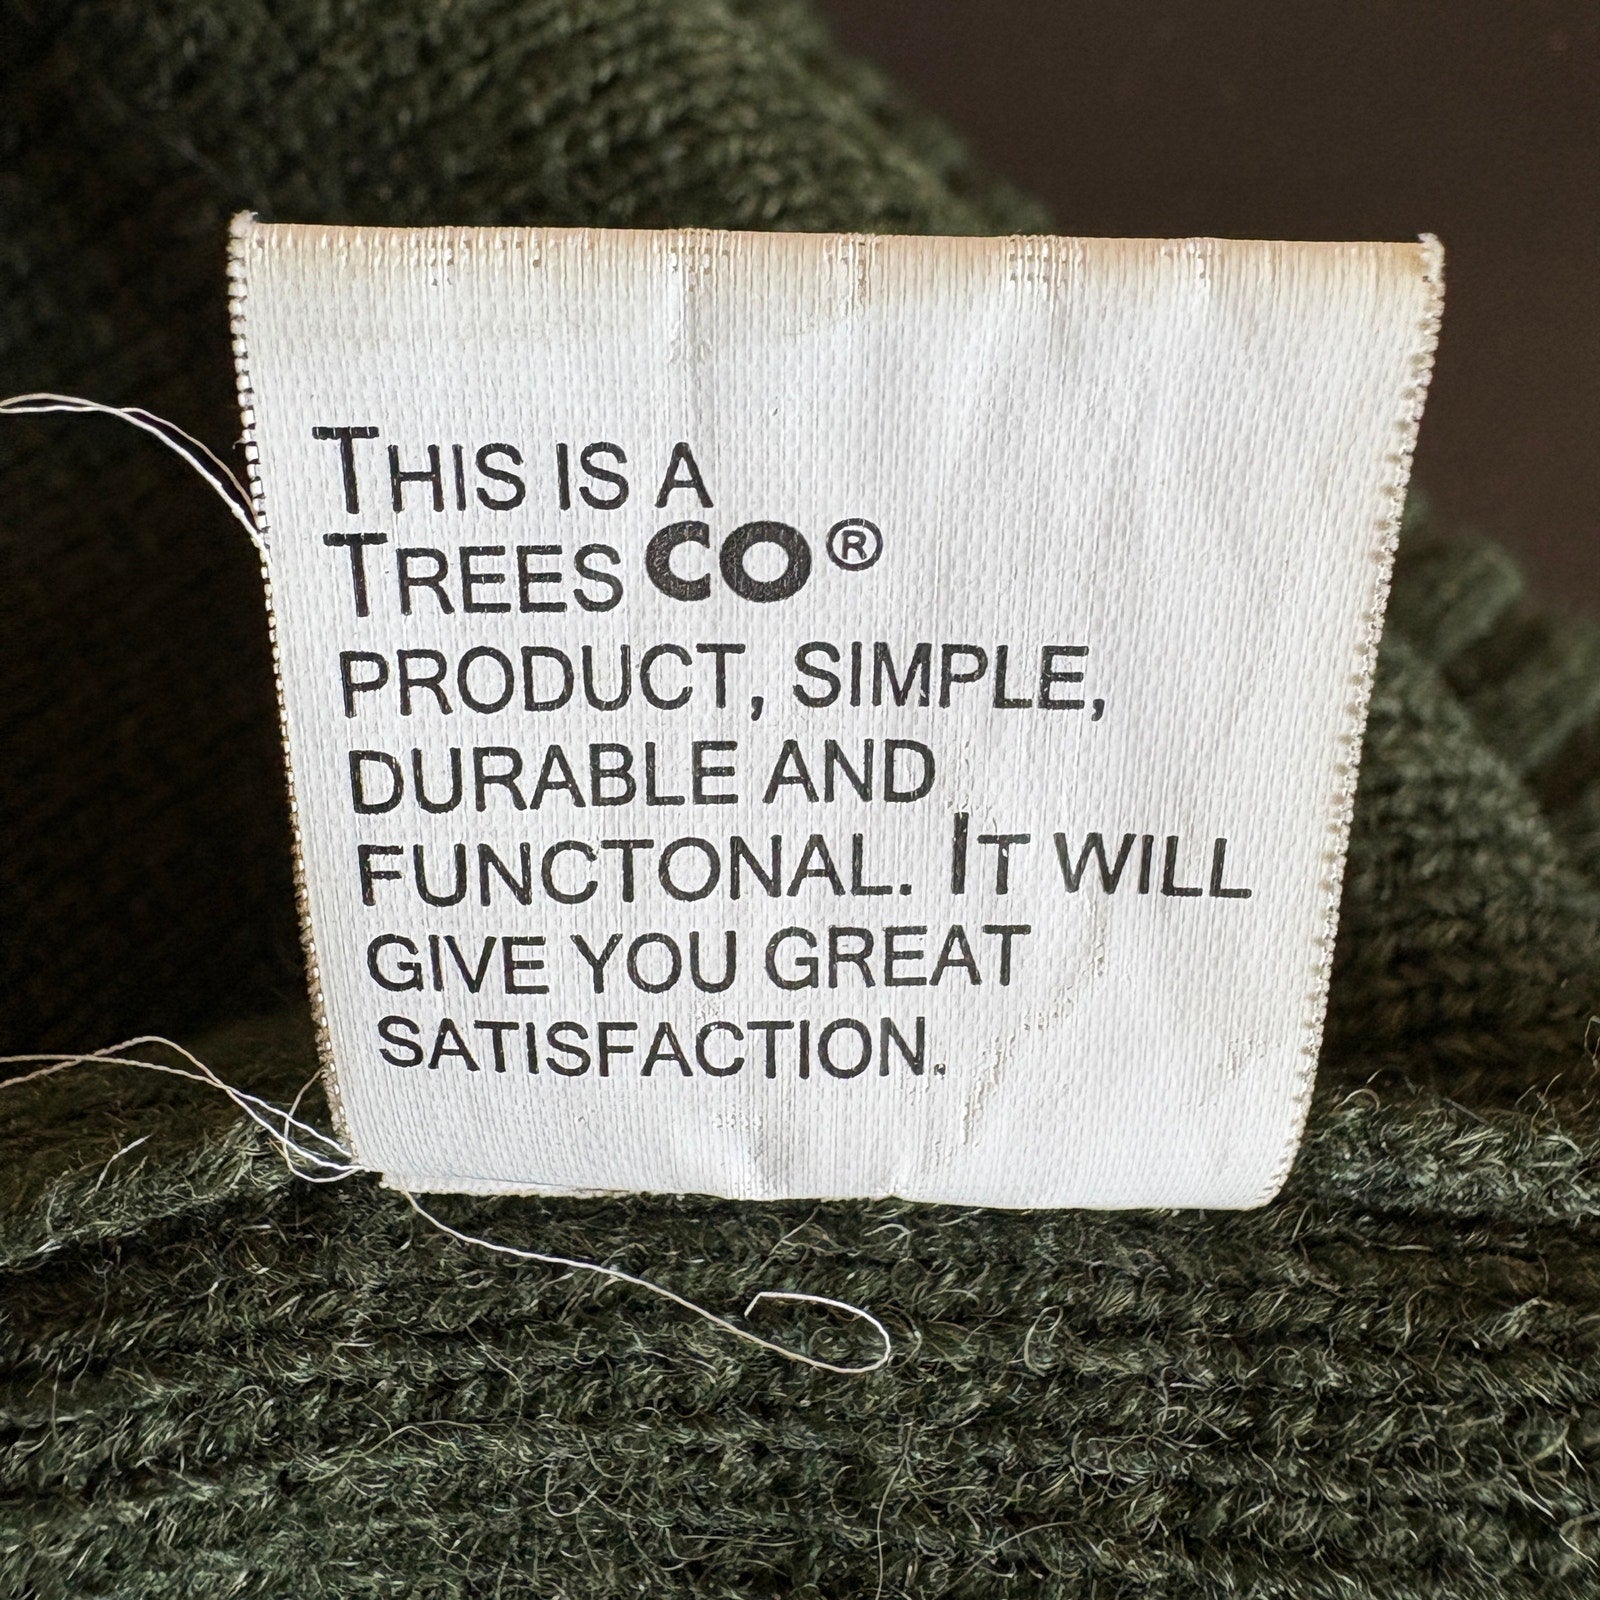 THIS IS A
TREES CO®
PRODUCT, SIMPLE,
DURABLE AND
FUNCTONAL. IT WILL
GIVE YOU GREAT
SATISFACTION.